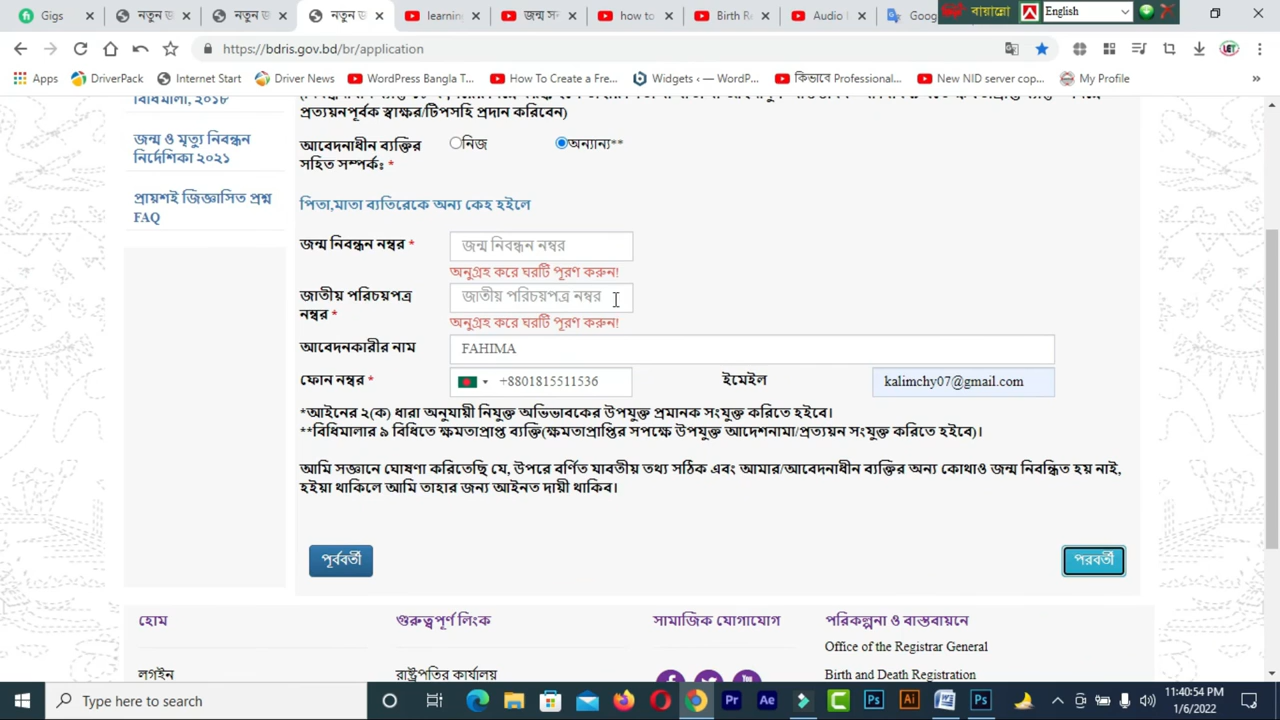 Gigs
নতুন জ
নতুন জ
নতুন জ
learning
জন্ম স
how to
Birth R
Audio
Goog
বায়ান্নো
English
https://bdris.gov.bd/br/application
Apps
DriverPack
Internet Start
Driver News
WordPress Bangla T...
How To Create a Fre...
Widgets ‹ — WordP...
কিভাবে Professional...
New NID server cop...
My Profile
»
বিধিমালা, ২০১৮
জন্ম ও মৃত্যু নিবন্ধন
নির্দেশিকা ২০২১
প্রায়শই জিজ্ঞাসিত প্রশ্ন
FAQ
প্রত্যয়নপূর্বক স্বাক্ষর/টিপসহি প্রদান করিবেন)
আবেদনাধীন ব্যক্তির
সহিত সম্পর্কঃ *
নিজ
অন্যান্য**
পিতা,মাতা ব্যতিরেকে অন্য কেহ হইলে
জন্ম নিবন্ধন নম্বর *
জন্ম নিবন্ধন নম্বর
অনুগ্রহ করে ঘরটি পূরণ করুন!
জাতীয় পরিচয়পত্র
নম্বর *
জাতীয় পরিচয়পত্র নম্বর
অনুগ্রহ করে ঘরটি পূরণ করুন!
আবেদনকারীর নাম
FAHIMA
ফোন নম্বর *
+8801815511536
ইমেইল
kalimchy07@gmail.com
*আইনের ২(ক) ধারা অনুযায়ী নিযুক্ত অভিভাবকের উপযুক্ত প্রমানক সংযুক্ত করিতে হইবে।
**বিধিমালার ৯ বিধিতে ক্ষমতাপ্রাপ্ত ব্যক্তি(ক্ষমতাপ্রাপ্তির সপক্ষে উপযুক্ত আদেশনামা/প্রত্যয়ন সংযুক্ত করিতে হইবে)।
আমি সজ্ঞানে ঘোষণা করিতেছি যে, উপরে বর্ণিত যাবতীয় তথ্য সঠিক এবং আমার/আবেদনাধীন ব্যক্তির অন্য কোথাও জন্ম নিবন্ধিত হয় নাই,
হইয়া থাকিলে আমি তাহার জন্য আইনত দায়ী থাকিব।
পূর্ববর্তী
পরবর্তী
হোম
গুরুত্বপূর্ণ লিংক
সামাজিক যোগাযোগ
পরিকল্পনা ও বাস্তবায়নে
Office of the Registrar General
লগইন
রাষ্ট্রপতির কার্যালয়
Birth and Death Registration
Type here to search
11:40:54 PM
1/6/2022